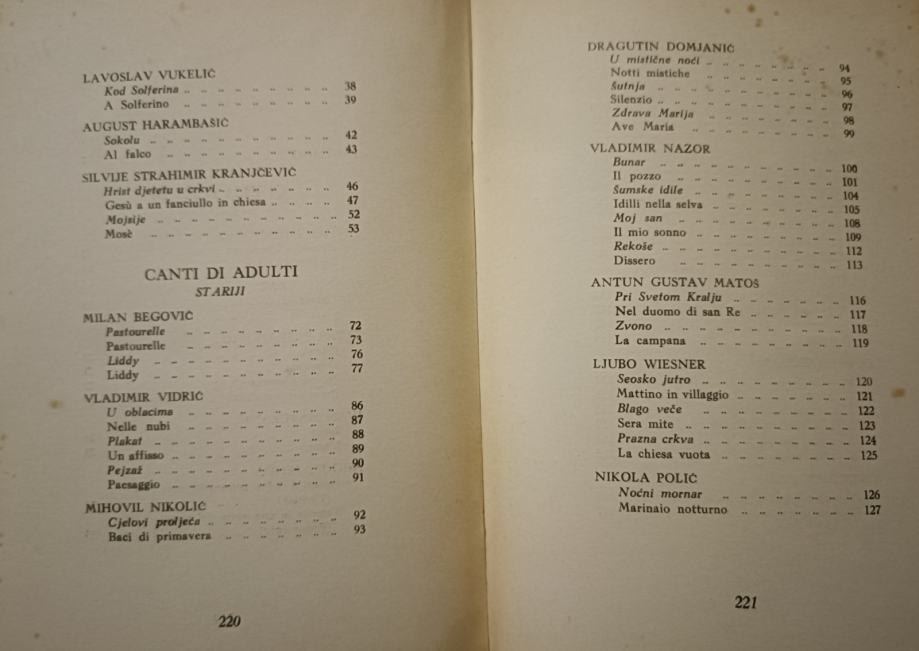 LAVOSLAV VUKELIĆ
Kod Solferina .. .. .. .. .. .. .. .. 38
A Solferino .. .. .. .. .. .. .. 39
AUGUST HARAMBAŠIĆ
Sokolu .. .. .. .. .. .. .. .. .. 42
Al falco .. .. .. .. .. .. .. .. 43
SILVIJE STRAHIMIR KRANJČEVIĆ
Hrist djetetu u crkvi .. .. .. .. .. .. 46
Gesù a un fanciullo in chiesa .. .. .. .. 47
Mojsije .. .. .. .. .. .. .. .. 52
Mosè .. .. .. .. .. .. .. .. 53
CANTI DI ADULTI
STARIJI
MILAN BEGOVIĆ
Pastourelle .. .. .. .. .. .. .. .. 72
Pastourelle .. .. .. .. .. .. .. .. 73
Liddy .. .. .. .. .. .. .. .. .. 76
Liddy .. .. .. .. .. .. .. .. .. 77
VLADIMIR VIDRIĆ
U oblacima .. .. .. .. .. .. .. .. 86
Nelle nubi .. .. .. .. .. .. .. .. 87
Plakat .. .. .. .. .. .. .. .. .. 88
Un affisso .. .. .. .. .. .. .. .. .. 89
Pejzaž .. .. .. .. .. .. .. .. .. 90
Paesaggio .. .. .. .. .. .. .. .. .. 91
MIHOVIL NIKOLIĆ
Cjelovi proljeća .. .. .. .. .. .. .. 92
Baci di primavera .. .. .. .. .. .. 93
220
DRAGUTIN DOMJANIĆ
U mistične noći .. .. .. .. .. .. .. 94
Notti mistiche .. .. .. .. .. .. .. 95
Šutnja .. .. .. .. .. .. .. .. .. 96
Silenzio .. .. .. .. .. .. .. .. .. 97
Zdrava Marija .. .. .. .. .. .. .. 98
Ave Maria .. .. .. .. .. .. .. .. 99
VLADIMIR NAZOR
Bunar .. .. .. .. .. .. .. .. .. 100
Il pozzo .. .. .. .. .. .. .. .. 101
Šumske idile .. .. .. .. .. .. .. .. 104
Idilli nella selva .. .. .. .. .. .. .. 105
Moj san .. .. .. .. .. .. .. .. 108
Il mio sonno .. .. .. .. .. .. .. .. 109
Rekoše .. .. .. .. .. .. .. .. .. 112
Dissero .. .. .. .. .. .. .. .. 113
ANTUN GUSTAV MATOŠ
Pri Svetom Kralju .. .. .. .. .. .. 116
Nel duomo di san Re .. .. .. .. .. 117
Zvono .. .. .. .. .. .. .. .. .. 118
La campana .. .. .. .. .. .. .. .. 119
LJUBO WIESNER
Seosko jutro .. .. .. .. .. .. .. .. 120
Mattino in villaggio .. .. .. .. .. .. 121
Blago veče .. .. .. .. .. .. .. 122
Sera mite .. .. .. .. .. .. .. .. 123
Prazna crkva .. .. .. .. .. .. .. .. 124
La chiesa vuota .. .. .. .. .. .. .. 125
NIKOLA POLIĆ
Noćni mornar .. .. .. .. .. .. .. 126
Marinaio notturno .. .. .. .. .. .. 127
221